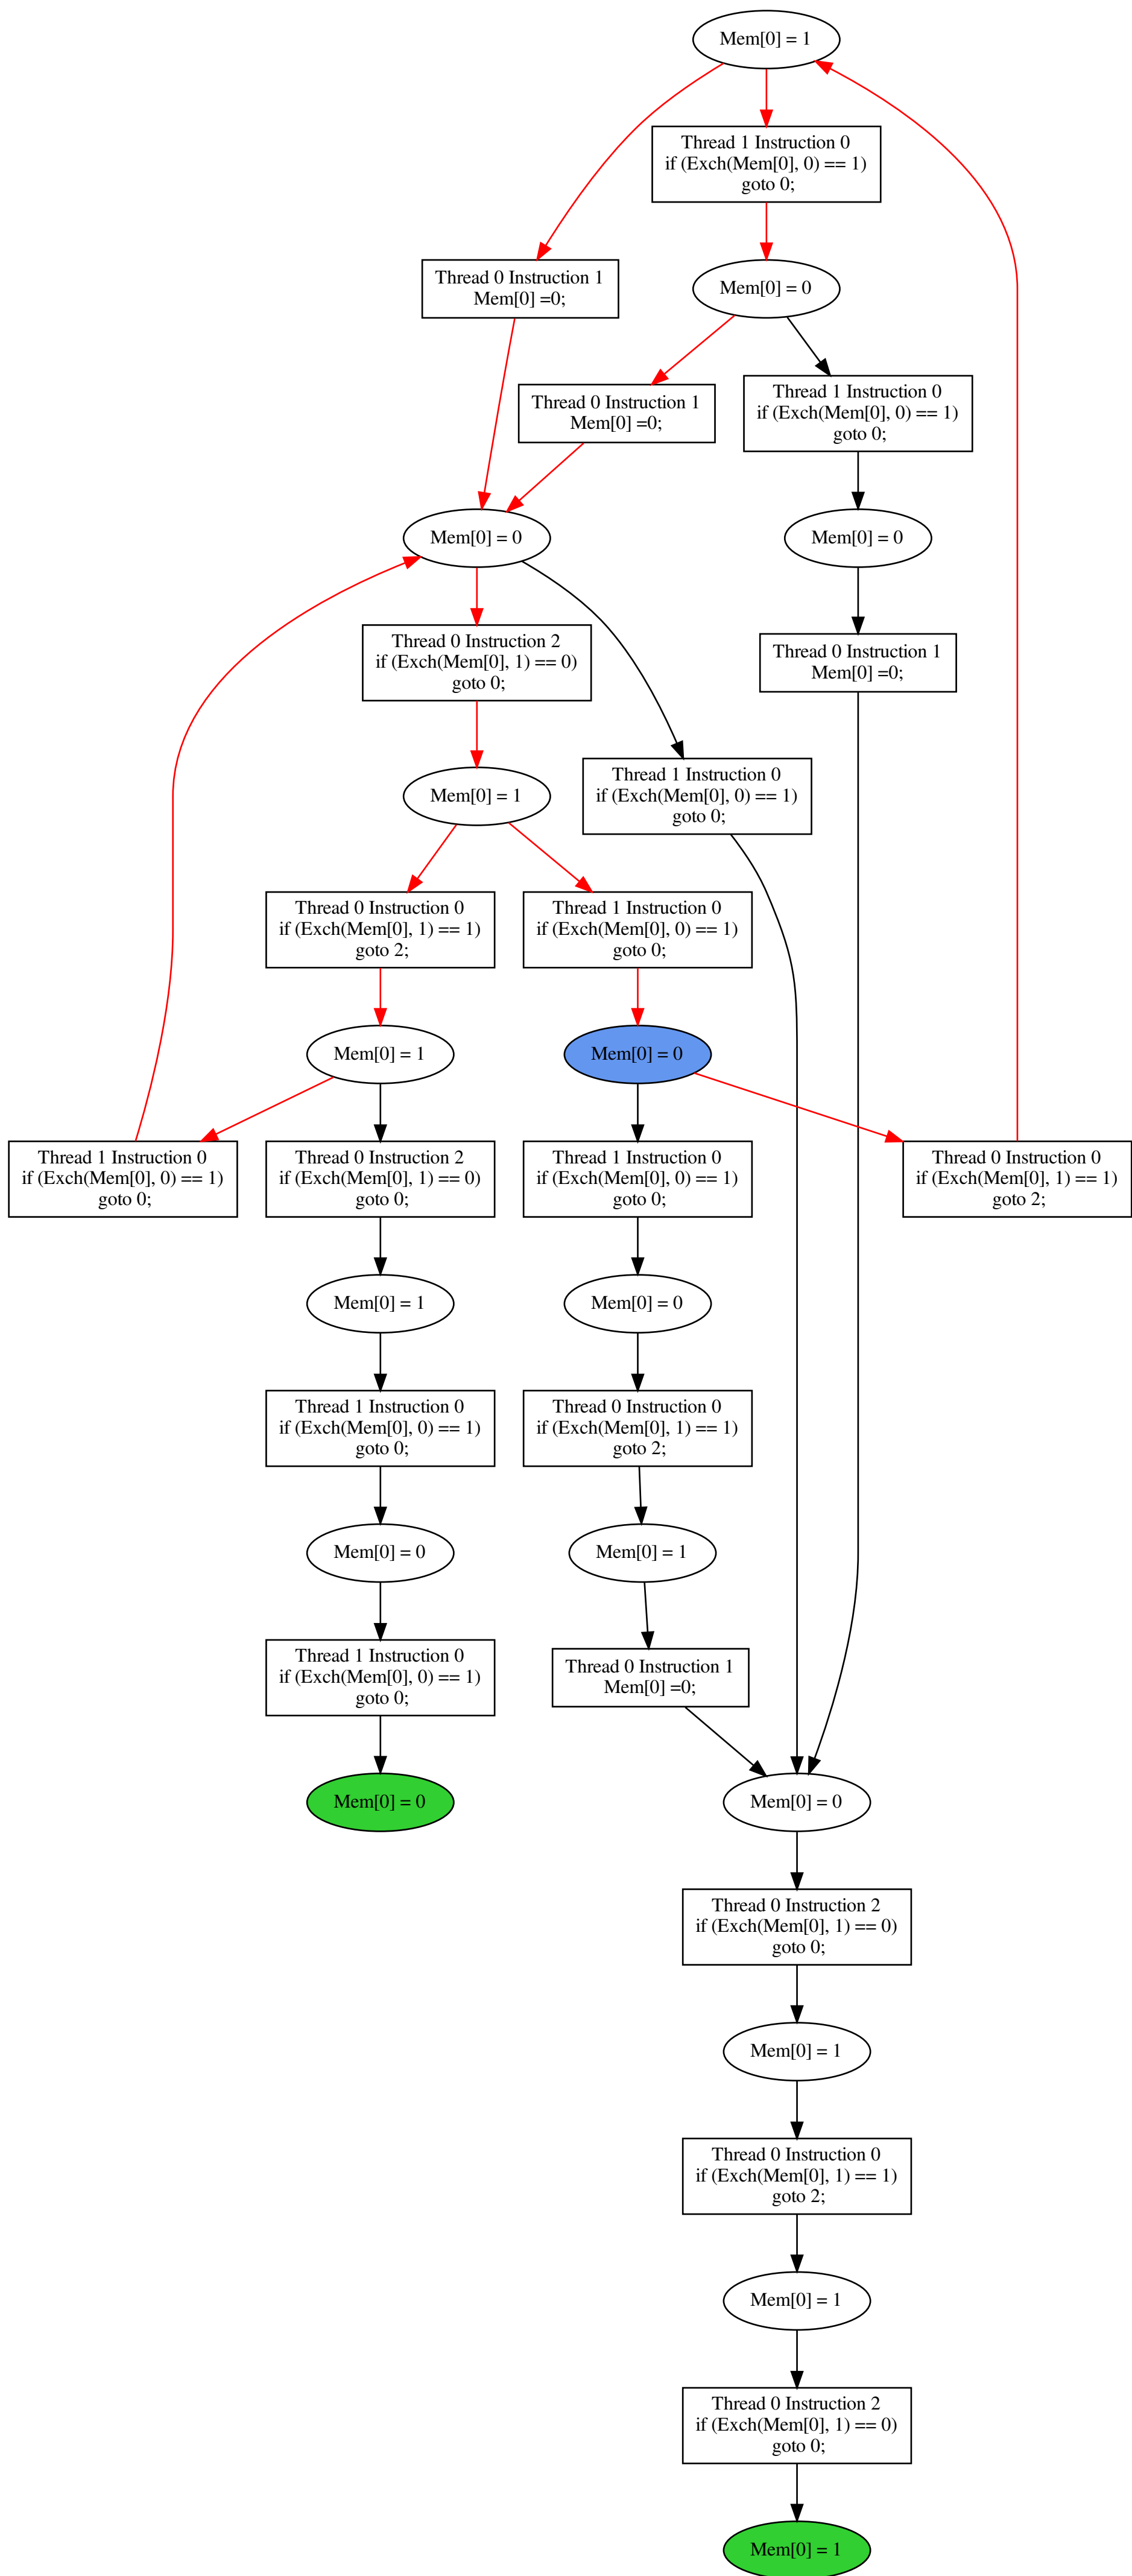 Mem[0] = 1
Thread 1 Instruction 0
if (Exch(Mem[0], 0) == 1)
goto 0;
Thread 0 Instruction 1
Mem[0] =0;
Mem[0] = 0
Thread 0 Instruction 1
Mem[0] =0;
Thread 1 Instruction 0
if (Exch(Mem[0], 0) == 1)
goto 0;
Mem[0] = 0
Mem[0] = 0
Thread 0 Instruction 2
if (Exch(Mem[0], 1) == 0)
goto 0;
Thread 0 Instruction 1
Mem[0] =0;
Mem[0] = 1
Thread 1 Instruction 0
if (Exch(Mem[0], 0) == 1)
goto 0;
Thread 0 Instruction 0
if (Exch(Mem[0], 1) == 1)
goto 2;
Thread 1 Instruction 0
if (Exch(Mem[0], 0) == 1)
goto 0;
Mem[0] = 1
Mem[0] = 0
Thread 1 Instruction 0
if (Exch(Mem[0], 0) == 1)
goto 0;
Thread 0 Instruction 2
if (Exch(Mem[0], 1) == 0)
goto 0;
Thread 1 Instruction 0
if (Exch(Mem[0], 0) == 1)
goto 0;
Thread 0 Instruction 0
if (Exch(Mem[0], 1) == 1)
goto 2;
Mem[0] = 1
Mem[0] = 0
Thread 1 Instruction 0
if (Exch(Mem[0], 0) == 1)
goto 0;
Thread 0 Instruction 0
if (Exch(Mem[0], 1) == 1)
goto 2;
Mem[0] = 0
Mem[0] = 1
Thread 1 Instruction 0
if (Exch(Mem[0], 0) == 1)
goto 0;
Thread 0 Instruction 1
Mem[0] =0;
Mem[0] = 0
Mem[0] = 0
Thread 0 Instruction 2
if (Exch(Mem[0], 1) == 0)
goto 0;
Mem[0] = 1
Thread 0 Instruction 0
if (Exch(Mem[0], 1) == 1)
goto 2;
Mem[0] = 1
Thread 0 Instruction 2
if (Exch(Mem[0], 1) == 0)
goto 0;
Mem[0] = 1